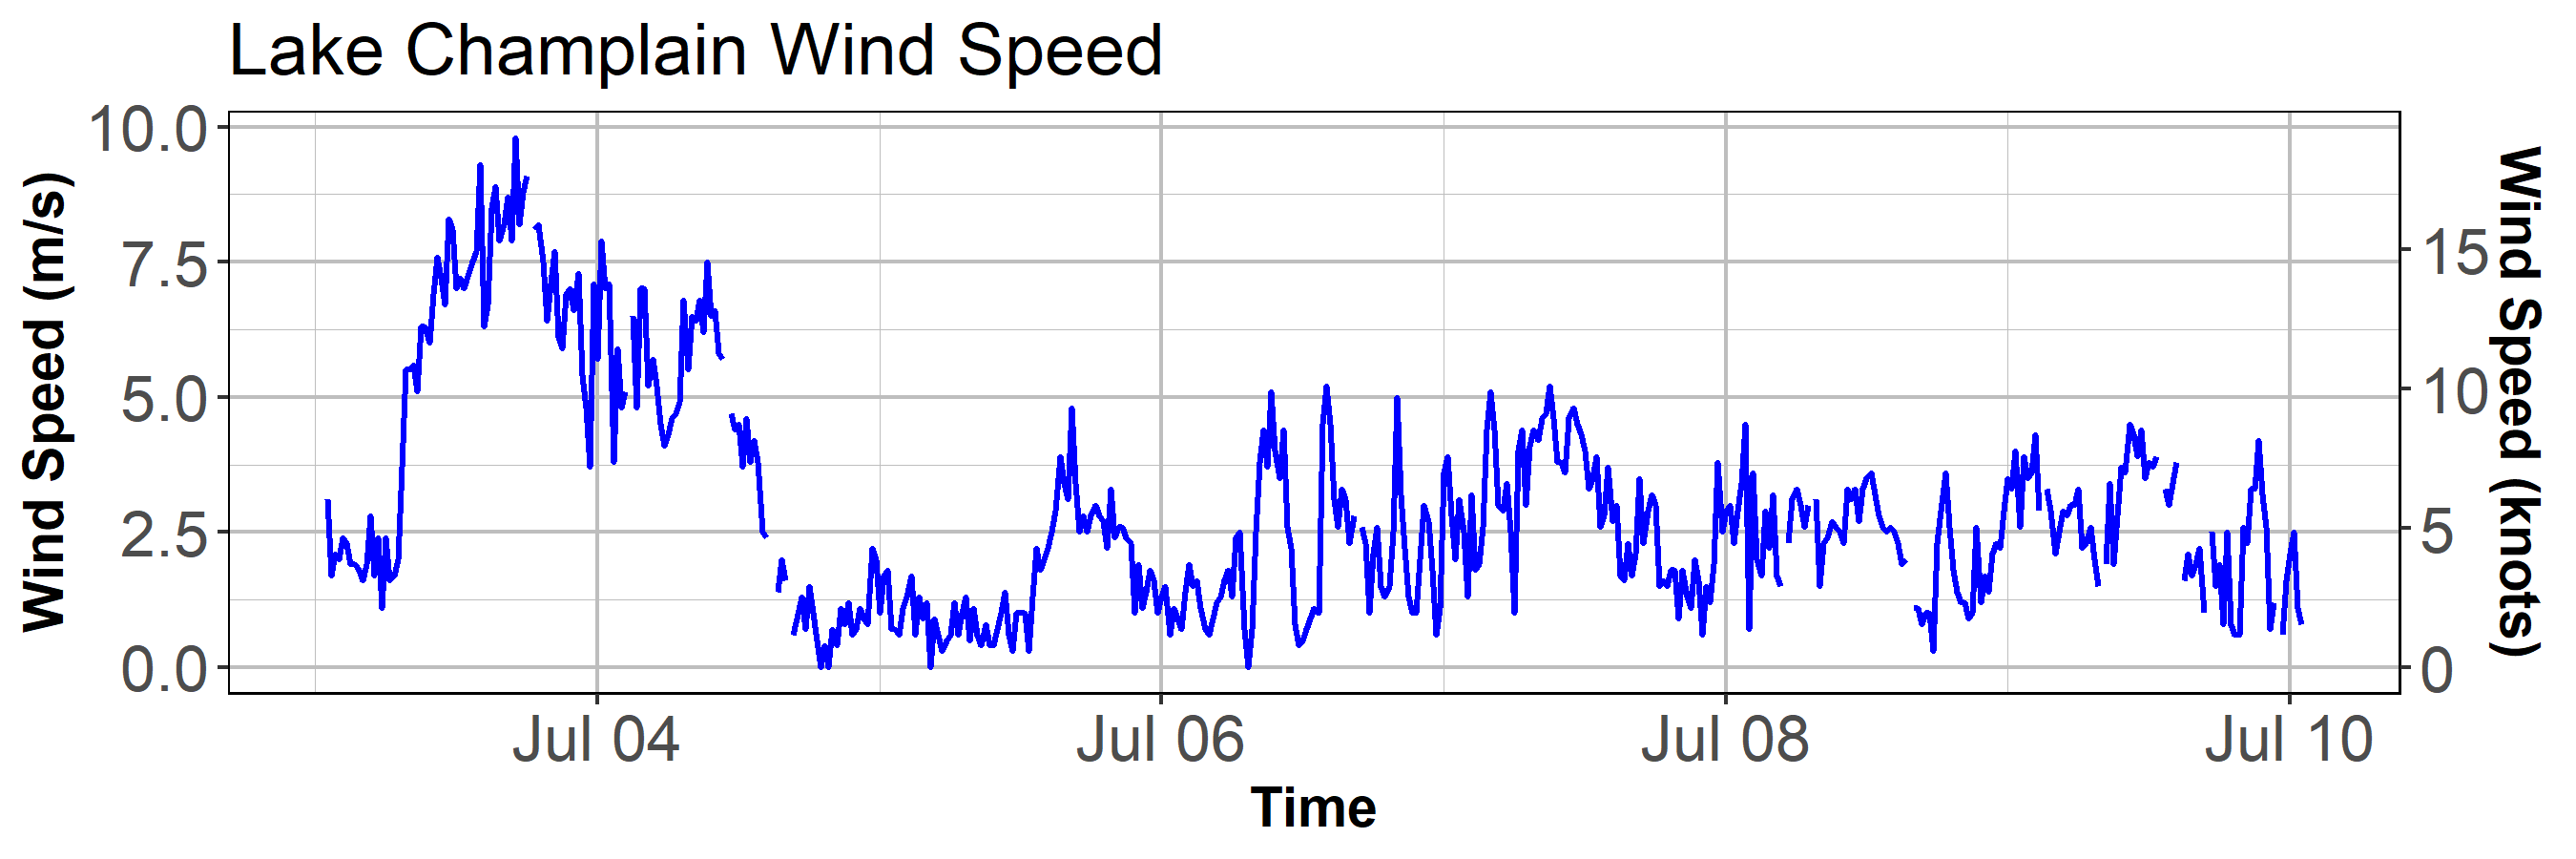 Lake Champlain Wind Speed
Wind Speed (m/s)
10.0
7.5
5.0
2.5
0.0
15
10
5
0
Wind Speed (knots)
Jul 04
Jul 06
Jul 08
Jul 10
Time